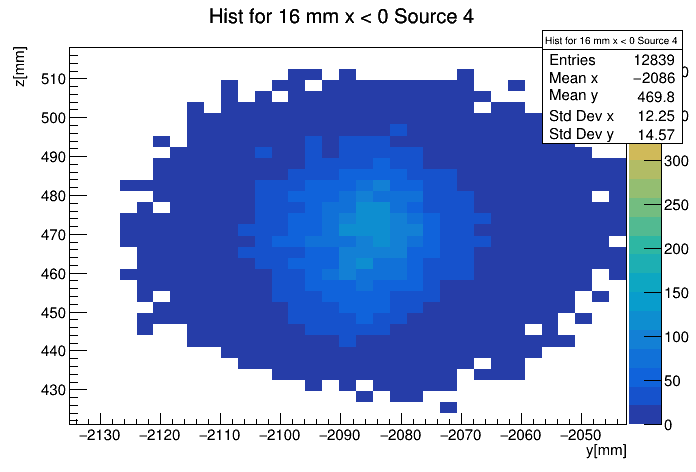 Hist for 16 mm x < 0 Source 4
z[mm]
Hist for 16 mm x < 0 Source 4
Entries 12839
Mean x −2086
Mean y 469.8
Std Dev x 12.25
Std Dev y 14.57
510
500
490
480
470
460
450
440
430
300
250
200
150
100
50
0
−2130 −2120 −2110 −2100 −2090 −2080 −2070 −2060 −2050
y[mm]